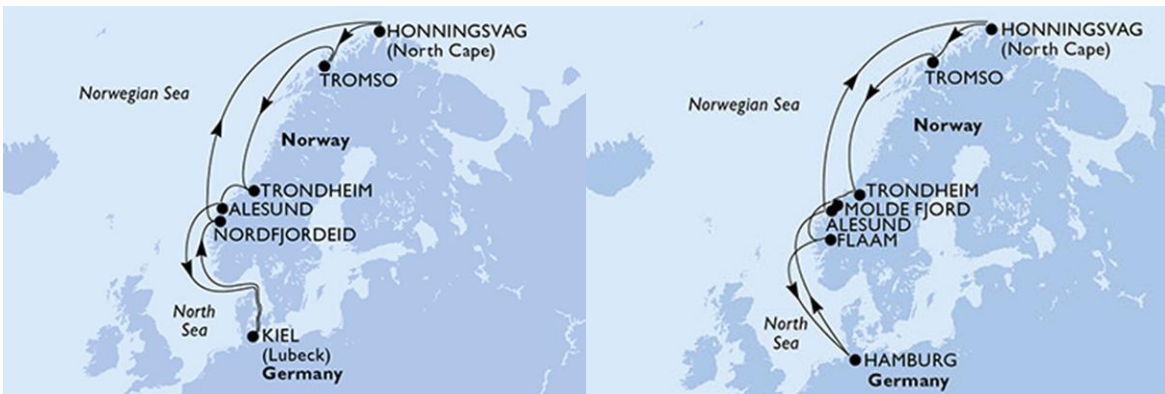 HONNINGSVAG
(North Cape)
TROMSO
Norwegian Sea
Norway
TRONDHEIM
ALESUND
NORDFJORDEID
North
Sea
KIEL
(Lubeck)
Germany
HONNINGSVAG
(North Cape)
TROMSO
Norwegian Sea
Norway
TRONDHEIM
MOLDE FJORD
ALESUND
FLAAM
North
Sea
HAMBURG
Germany